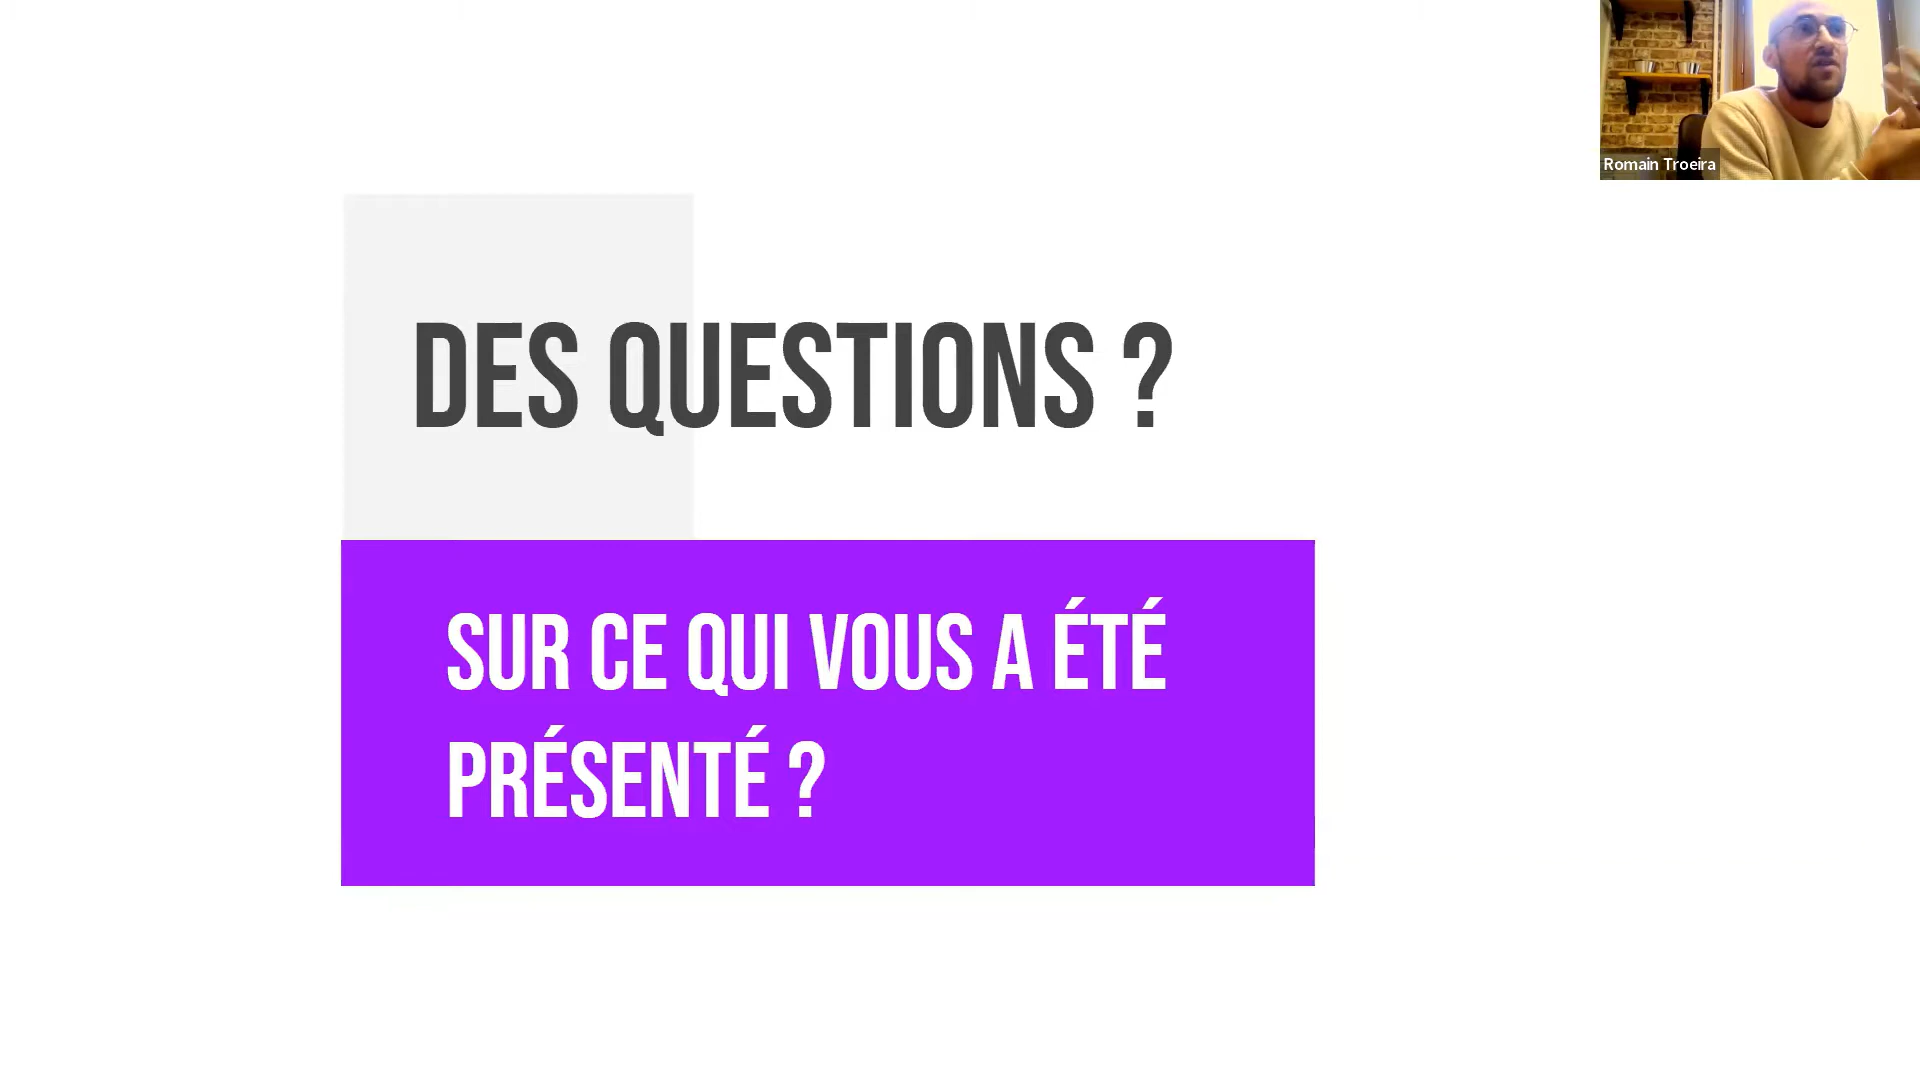 Romain Troeira
DES QUESTIONS ?
SUR CE QUI VOUS A ÉTÉ
PRÉSENTÉ ?